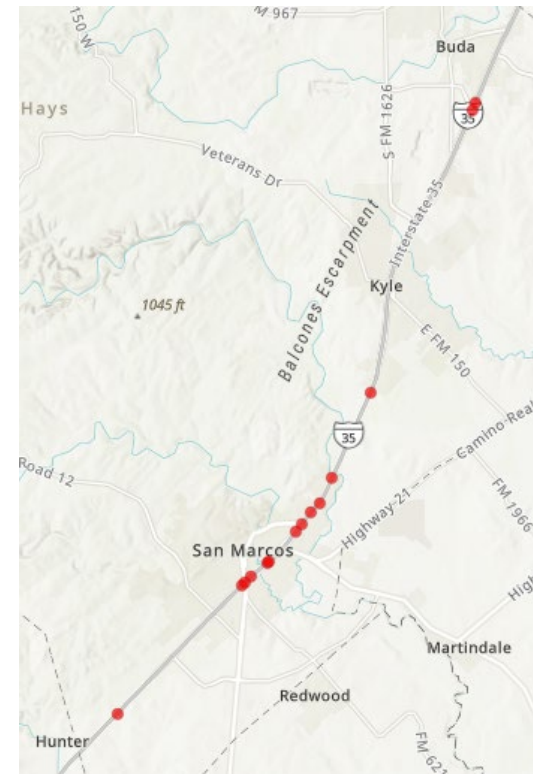 FM 967
150 W
Buda
Hays
S FM 1626
35
Veterans Dr
Interstate 35
Balcones Escarpment
Kyle
1045 ft
E FM 150
35
Camino Real
Road 12
Highway 21
FM 1966
San Marcos
High
Martindale
Redwood
Hunter
FM 621